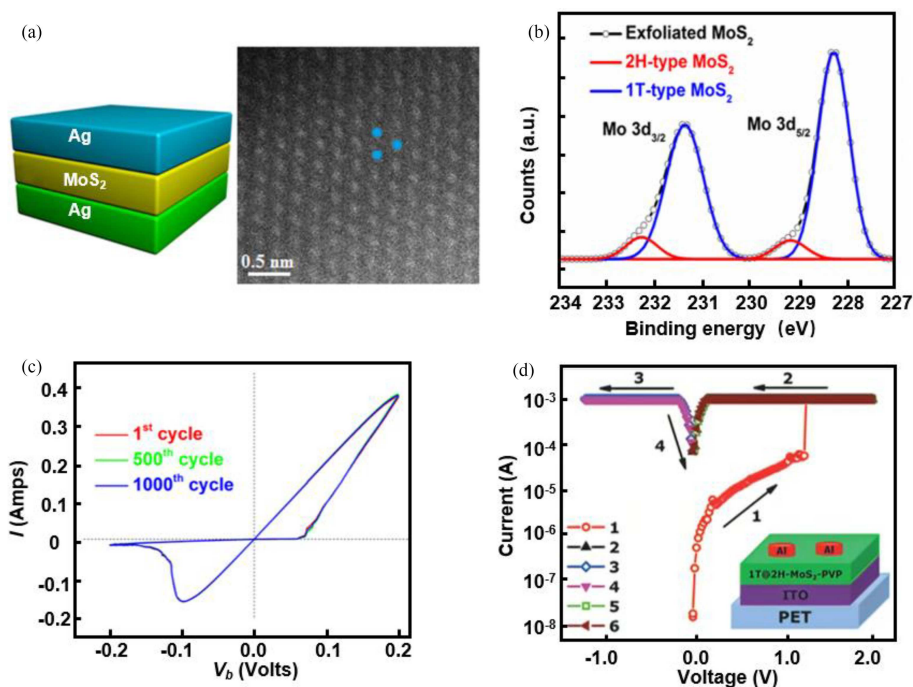 (a)
Ag
MoS₂
Ag
0.5 nm
(b)
Exfoliated MoS₂
2H-type MoS₂
1T-type MoS₂
Mo 3d₃/₂
Mo 3d₅/₂
Counts (a.u.)
234 233 232 231 230 229 228 227
Binding energy (eV)
(c)
0.4
0.3
0.2
0.1
0
-0.1
-0.2
I (Amps)
1ˢᵗ cycle
500ᵗʰ cycle
1000ᵗʰ cycle
-0.2 -0.1 0.0 0.1 0.2
V_b (Volts)
(d)
3
2
4
1
10⁻³
10⁻⁴
10⁻⁵
10⁻⁶
10⁻⁷
10⁻⁸
Current (A)
1
2
3
4
5
6
Al Al
1T@2H-MoS₂-PVP
ITO
PET
-1.0 0.0 1.0 2.0
Voltage (V)